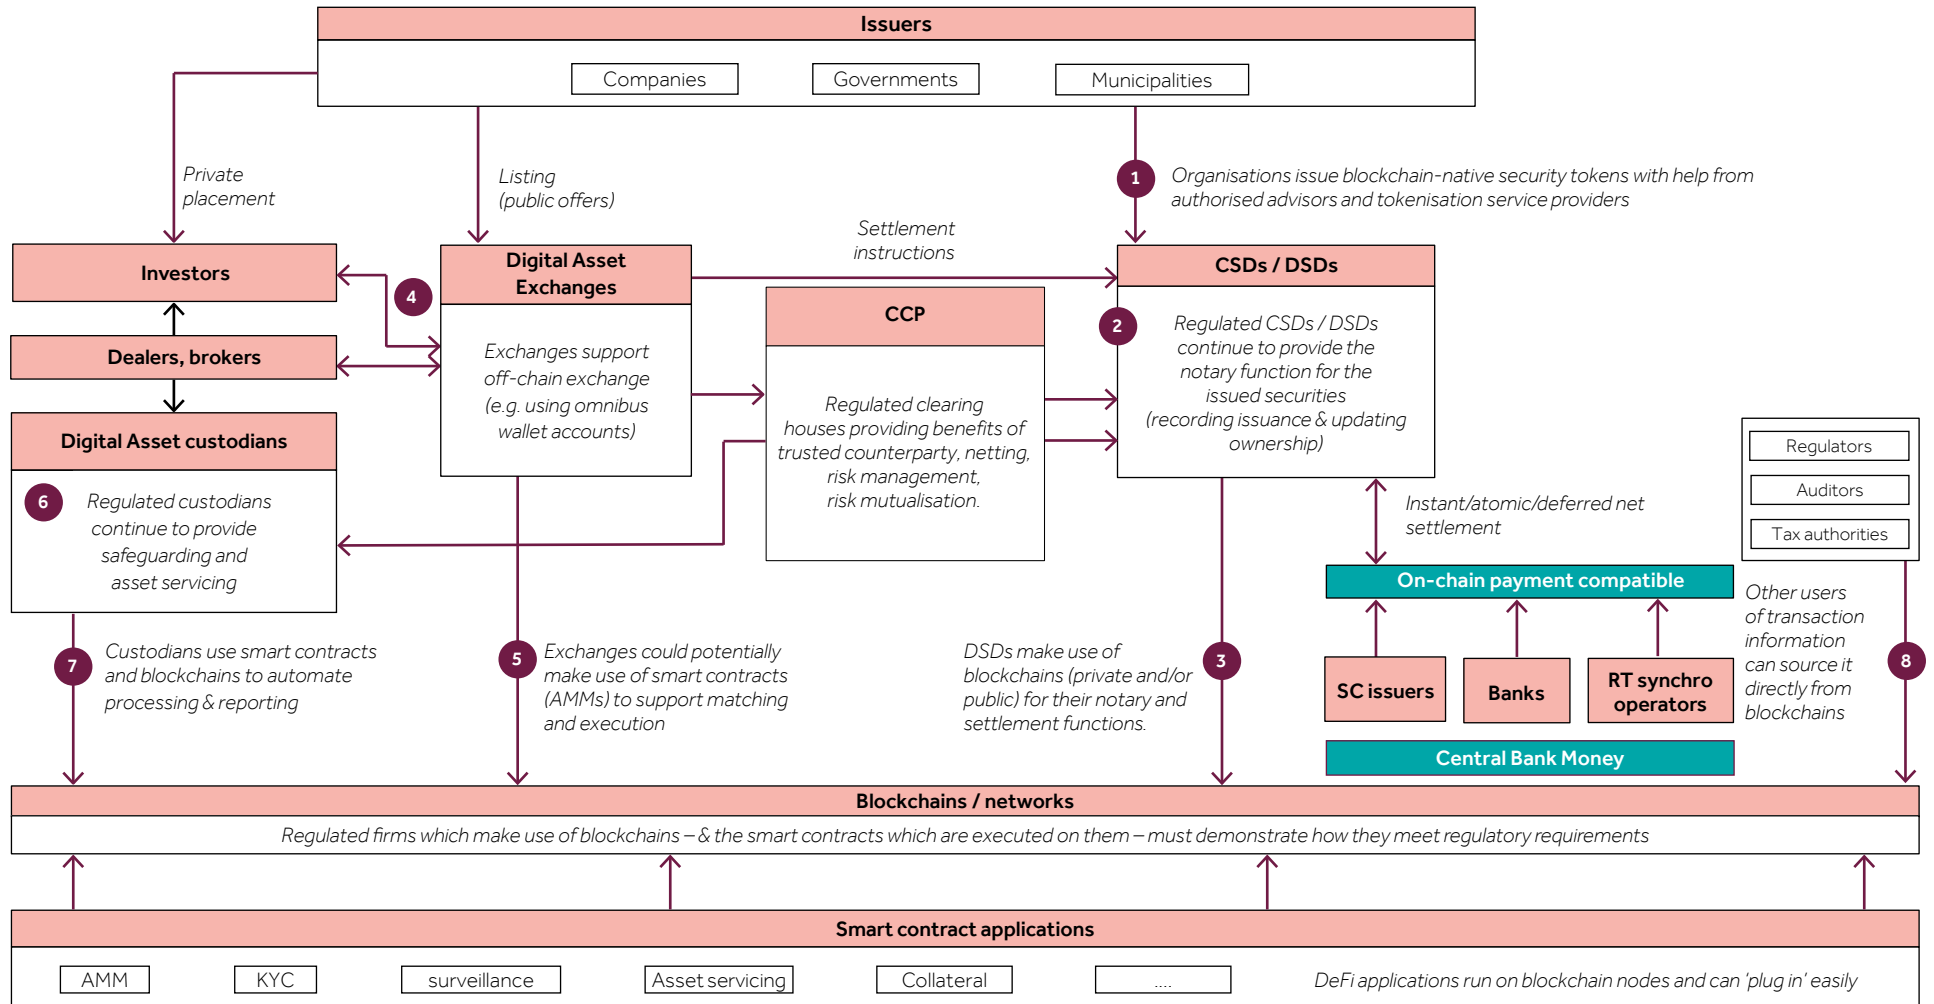 Issuers
Companies
Governments
Municipalities
Private
placement
Listing
(public offers)
1
Organisations issue blockchain-native security tokens with help from
authorised advisors and tokenisation service providers
Settlement
instructions
Investors
4
Dealers, brokers
Digital Asset
Exchanges
Exchanges support
off-chain exchange
(e.g. using omnibus
wallet accounts)
CCP
Regulated clearing
houses providing benefits of
trusted counterparty, netting,
risk management,
risk mutualisation.
CSDs / DSDs
2
Regulated CSDs / DSDs
continue to provide the
notary function for the
issued securities
(recording issuance & updating
ownership)
Digital Asset custodians
6
Regulated custodians
continue to provide
safeguarding and
asset servicing
Regulators
Auditors
Tax authorities
Instant/atomic/deferred net
settlement
On-chain payment compatible
SC issuers
Banks
RT synchro
operators
Central Bank Money
Other users
of transaction
information
can source it
directly from
blockchains
8
7
Custodians use smart contracts
and blockchains to automate
processing & reporting
5
Exchanges could potentially
make use of smart contracts
(AMMs) to support matching
and execution
DSDs make use of
blockchains (private and/or
public) for their notary and
settlement functions.
3
Blockchains / networks
Regulated firms which make use of blockchains – & the smart contracts which are executed on them – must demonstrate how they meet regulatory requirements
Smart contract applications
AMM
KYC
surveillance
Asset servicing
Collateral
....
DeFi applications run on blockchain nodes and can 'plug in' easily